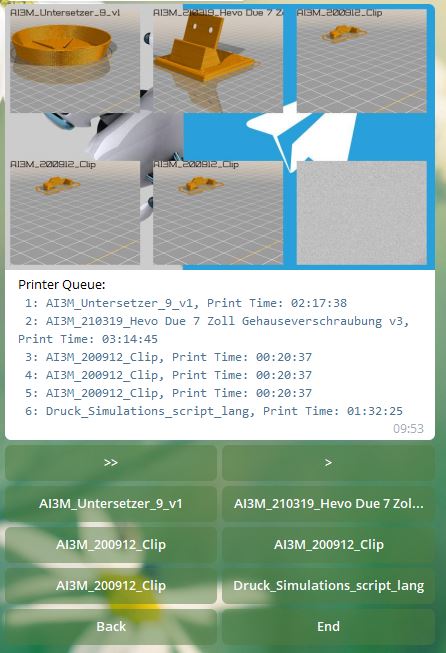 AI3M_Untersetzer_9_v1
AI3M_210319_Hevo Due 7 Z
AI3M_200912_Clip
AI3M_200912_Clip
AI3M_200912_Clip
Printer Queue:
1: AI3M_Untersetzer_9_v1, Print Time: 02:17:38
2: AI3M_210319_Hevo Due 7 Zoll Gehauseverschraubung v3,
Print Time: 03:14:45
3: AI3M_200912_Clip, Print Time: 00:20:37
4: AI3M_200912_Clip, Print Time: 00:20:37
5: AI3M_200912_Clip, Print Time: 00:20:37
6: Druck_Simulations_script_lang, Print Time: 01:32:25
09:53
>> >
AI3M_Untersetzer_9_v1 AI3M_210319_Hevo Due 7 Zol...
AI3M_200912_Clip AI3M_200912_Clip
AI3M_200912_Clip Druck_Simulations_script_lang
Back End